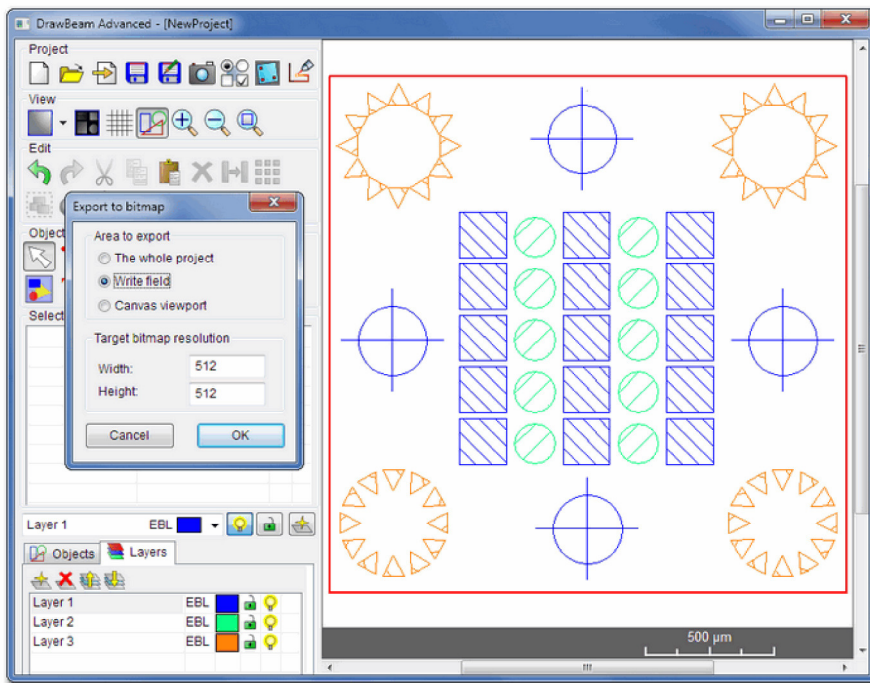 DrawBeam Advanced - [NewProject]
Project
View
Edit
Export to bitmap
Area to export
The whole project
Write field
Canvas viewport
Target bitmap resolution
Width: 512
Height: 512
Cancel OK
Objec
Select
Layer 1 EBL
Objects Layers
Layer 1 EBL
Layer 2 EBL
Layer 3 EBL
500 µm